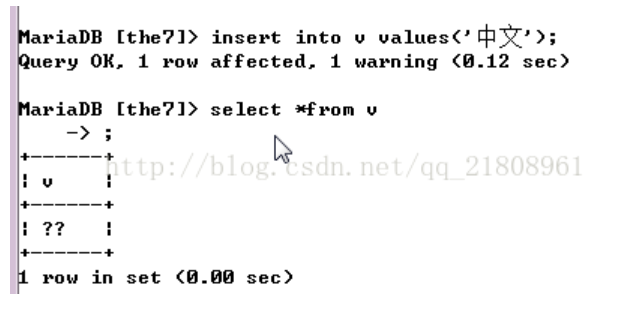 MariaDB [the7]> insert into v values('中文');
Query OK, 1 row affected, 1 warning (0.12 sec)
MariaDB [the7]> select *from v
    -> ;
+------+
| v    |
+------+
| ??   |
+------+
1 row in set (0.00 sec)
http://blog.csdn.net/qq_21808961